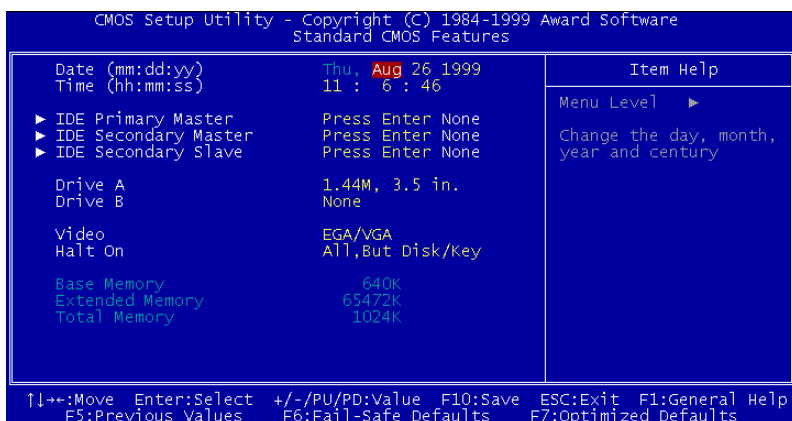 CMOS Setup Utility - Copyright (C) 1984-1999 Award Software
Standard CMOS Features
Date (mm:dd:yy) Thu, Aug 26 1999
Time (hh:mm:ss) 11 : 6 : 46
► IDE Primary Master Press Enter None
► IDE Secondary Master Press Enter None
► IDE Secondary Slave Press Enter None
Drive A 1.44M, 3.5 in.
Drive B None
Video EGA/VGA
Halt On All,But Disk/Key
Base Memory 640K
Extended Memory 65472K
Total Memory 1024K
Item Help
Menu Level ►
Change the day, month,
year and century
↑↓→←:Move Enter:Select +/-/PU/PD:Value F10:Save ESC:Exit F1:General Help
F5:Previous Values F6:Fail-Safe Defaults F7:Optimized Defaults